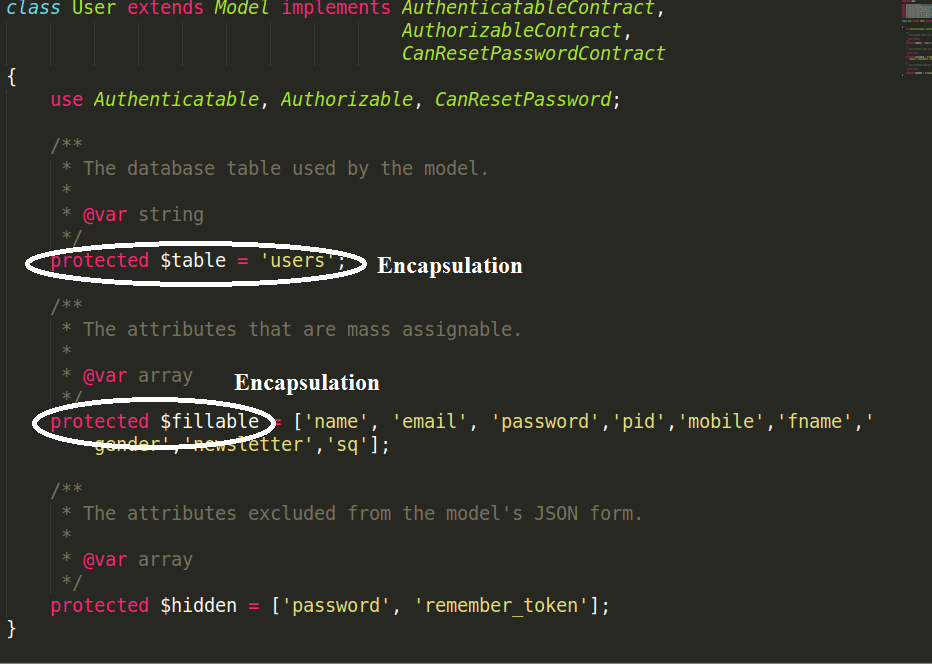 class User extends Model implements AuthenticatableContract,
AuthorizableContract,
CanResetPasswordContract
{
use Authenticatable, Authorizable, CanResetPassword;
/**
* The database table used by the model.
*
* @var string
*/
protected $table = 'users'; Encapsulation
/**
* The attributes that are mass assignable.
*
* @var array
Encapsulation
*/
protected $fillable = ['name', 'email', 'password','pid','mobile','fname','
gender','newsletter','sq'];
/**
* The attributes excluded from the model's JSON form.
*
* @var array
*/
protected $hidden = ['password', 'remember_token'];
}